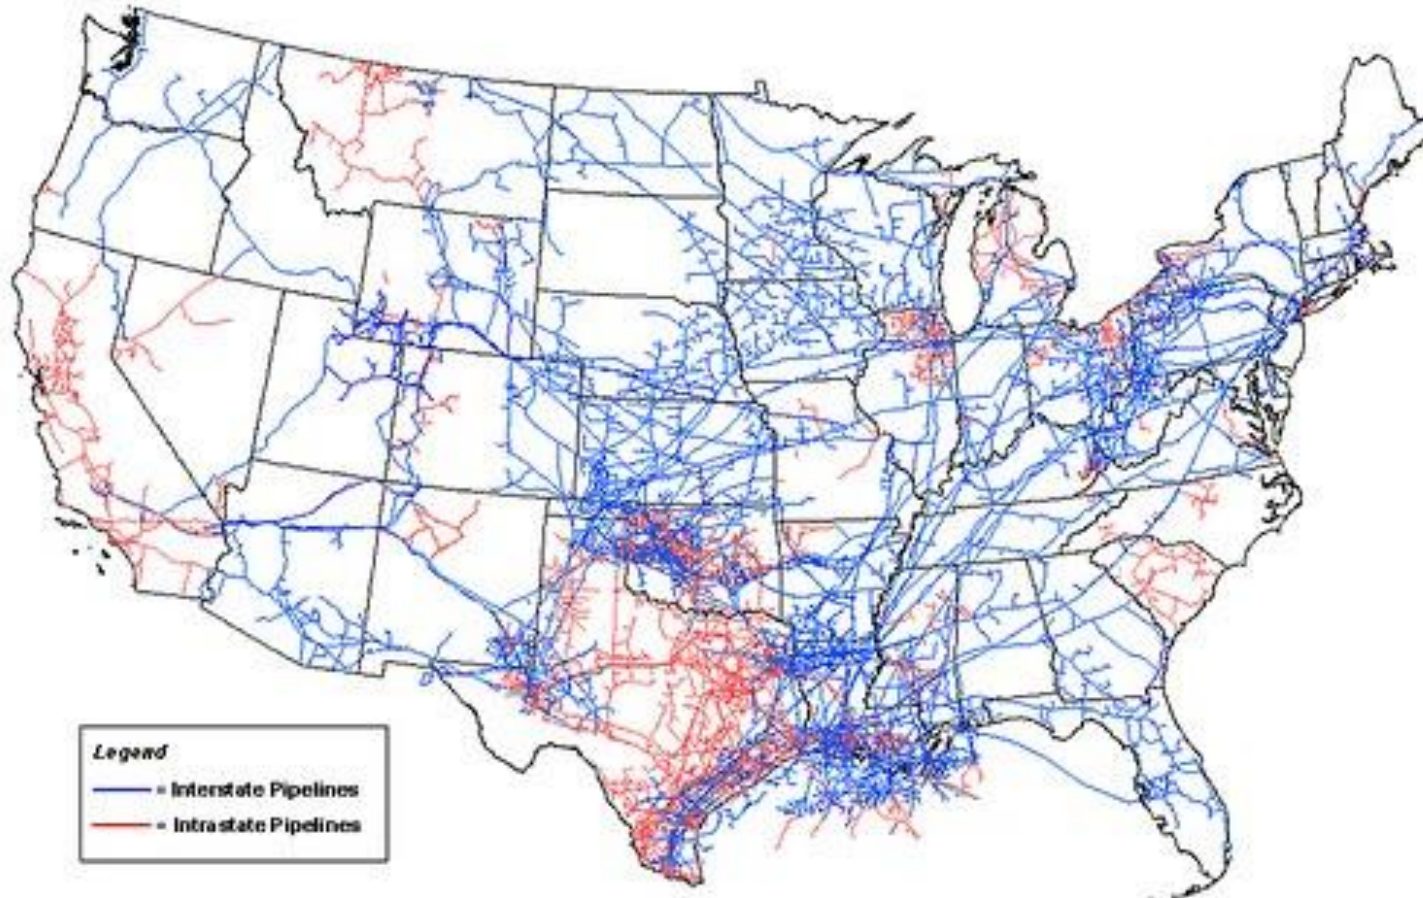 Legend
= Interstate Pipelines
= Intrastate Pipelines